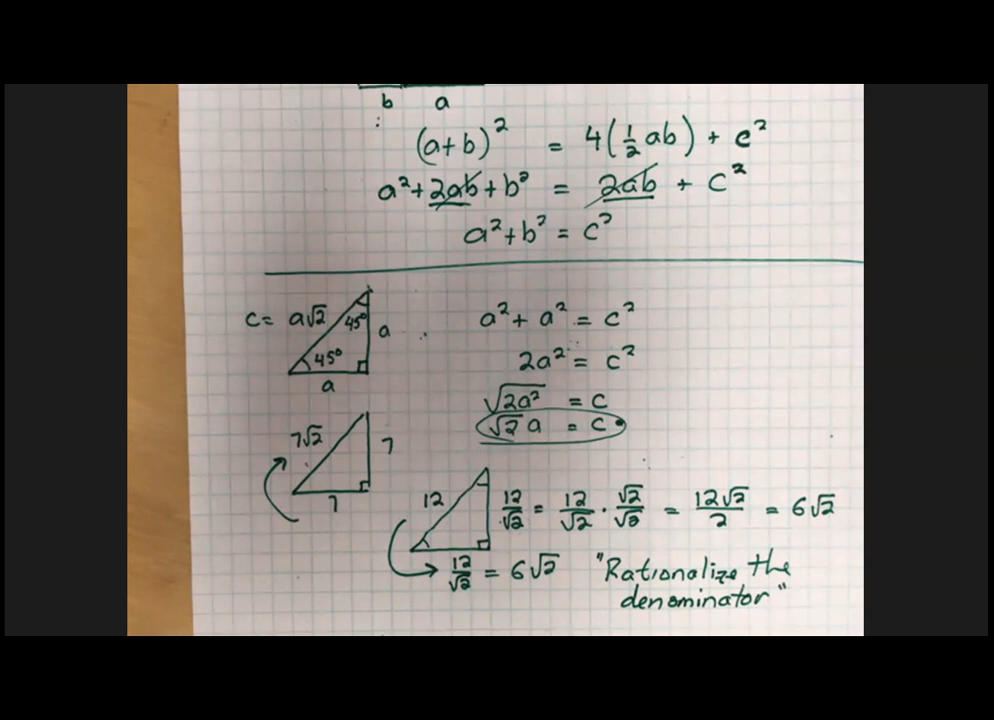 b a
(a+b)² = 4(½ab) + c²
a² + 2ab + b² = 2ab + c²
a² + b² = c²
c = a√2
45°
a
45°
a
a² + a² = c²
2a² = c²
√2a² = c
√2 a = c
7√2
7
7
12
12/√2 = 12/√2 · √2/√2 = 12√2/2 = 6√2
12/√2 = 6√2
"Rationalize the
denominator"